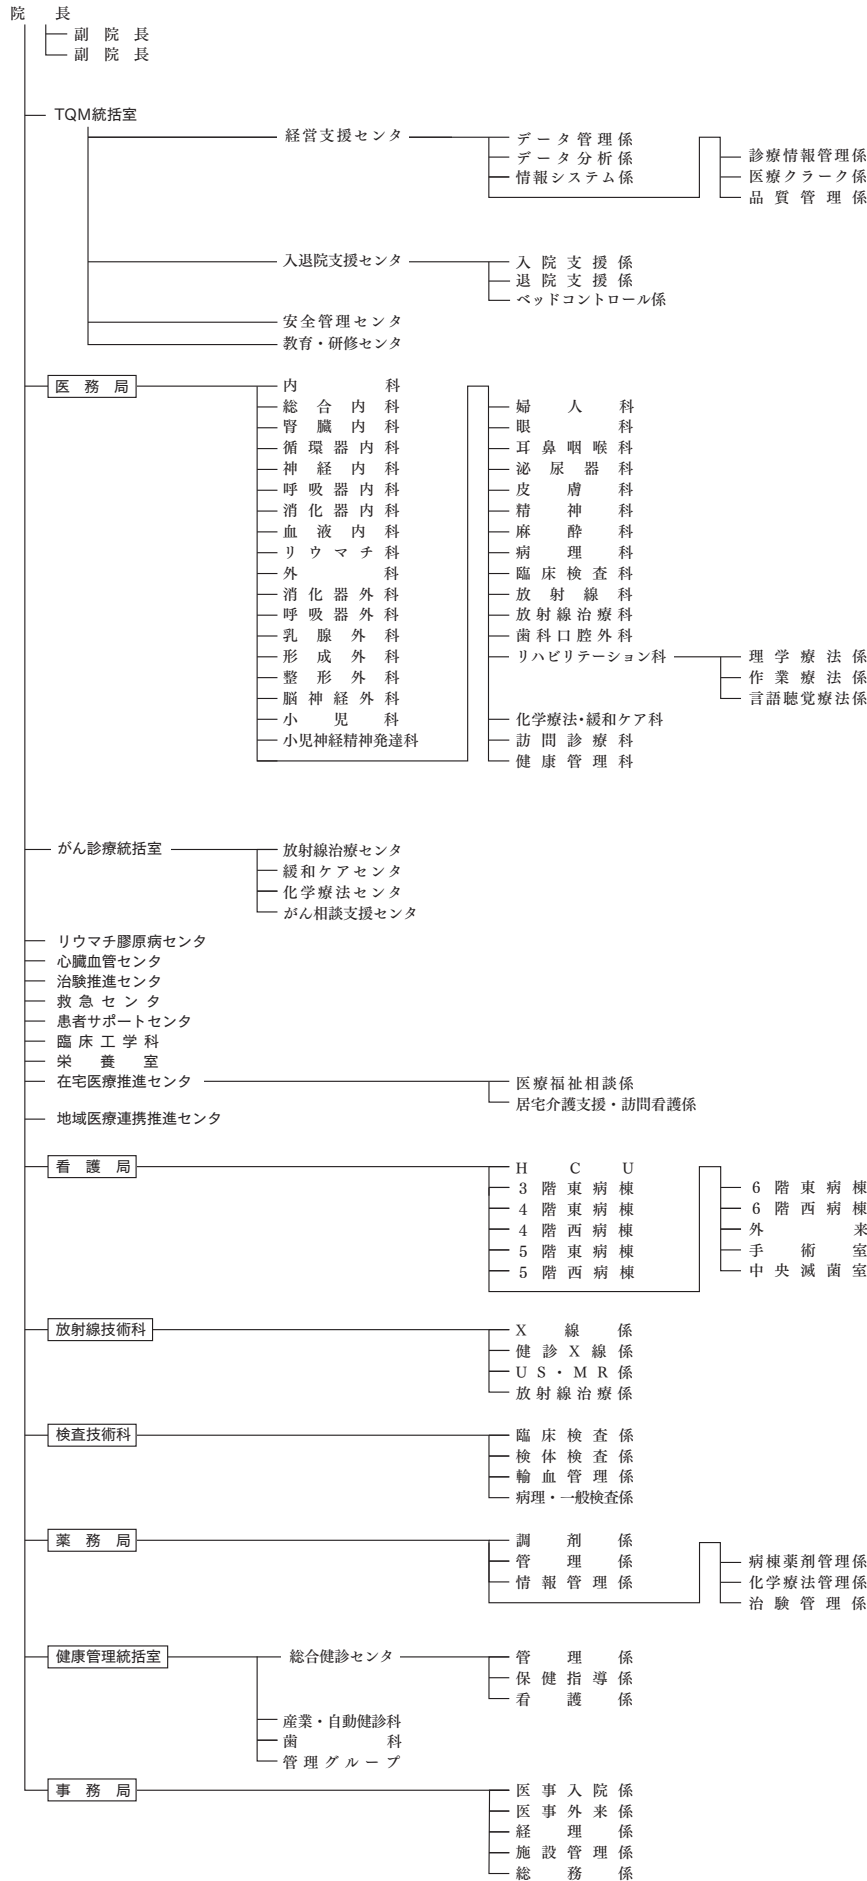 院長
副院長
副院長
TQM統括室
経営支援センタ
データ管理係
データ分析係
情報システム係
診療情報管理係
医療クラーク係
品質管理係
入退院支援センタ
入院支援係
退院支援係
ベッドコントロール係
安全管理センタ
教育・研修センタ
医務局
内科
総合内科
腎臓内科
循環器内科
神経内科
呼吸器内科
消化器内科
血液内科
リウマチ科
外科
消化器外科
呼吸器外科
乳腺外科
形成外科
整形外科
脳神経外科
小児科
小児神経精神発達科
婦人科
眼科
耳鼻咽喉科
泌尿器科
皮膚科
精神科
麻酔科
病理科
臨床検査科
放射線科
放射線治療科
歯科口腔外科
リハビリテーション科
理学療法係
作業療法係
言語聴覚療法係
化学療法・緩和ケア科
訪問診療科
健康管理科
がん診療統括室
放射線治療センタ
緩和ケアセンタ
化学療法センタ
がん相談支援センタ
リウマチ膠原病センタ
心臓血管センタ
治験推進センタ
救急センタ
患者サポートセンタ
臨床工学科
栄養室
在宅医療推進センタ
医療福祉相談係
居宅介護支援・訪問看護係
地域医療連携推進センタ
看護局
HCU
3階東病棟
4階東病棟
4階西病棟
5階東病棟
5階西病棟
6階東病棟
6階西病棟
外来
手術室
中央滅菌室
放射線技術科
X線係
健診X線係
US・MR係
放射線治療係
検査技術科
臨床検査係
検体検査係
輸血管理係
病理・一般検査係
薬務局
調剤係
管理係
情報管理係
病棟薬剤管理係
化学療法管理係
治験管理係
健康管理統括室
総合健診センタ
管理係
保健指導係
看護係
産業・自動健診科
歯科
管理グループ
事務局
医事入院係
医事外来係
経理係
施設管理係
総務係